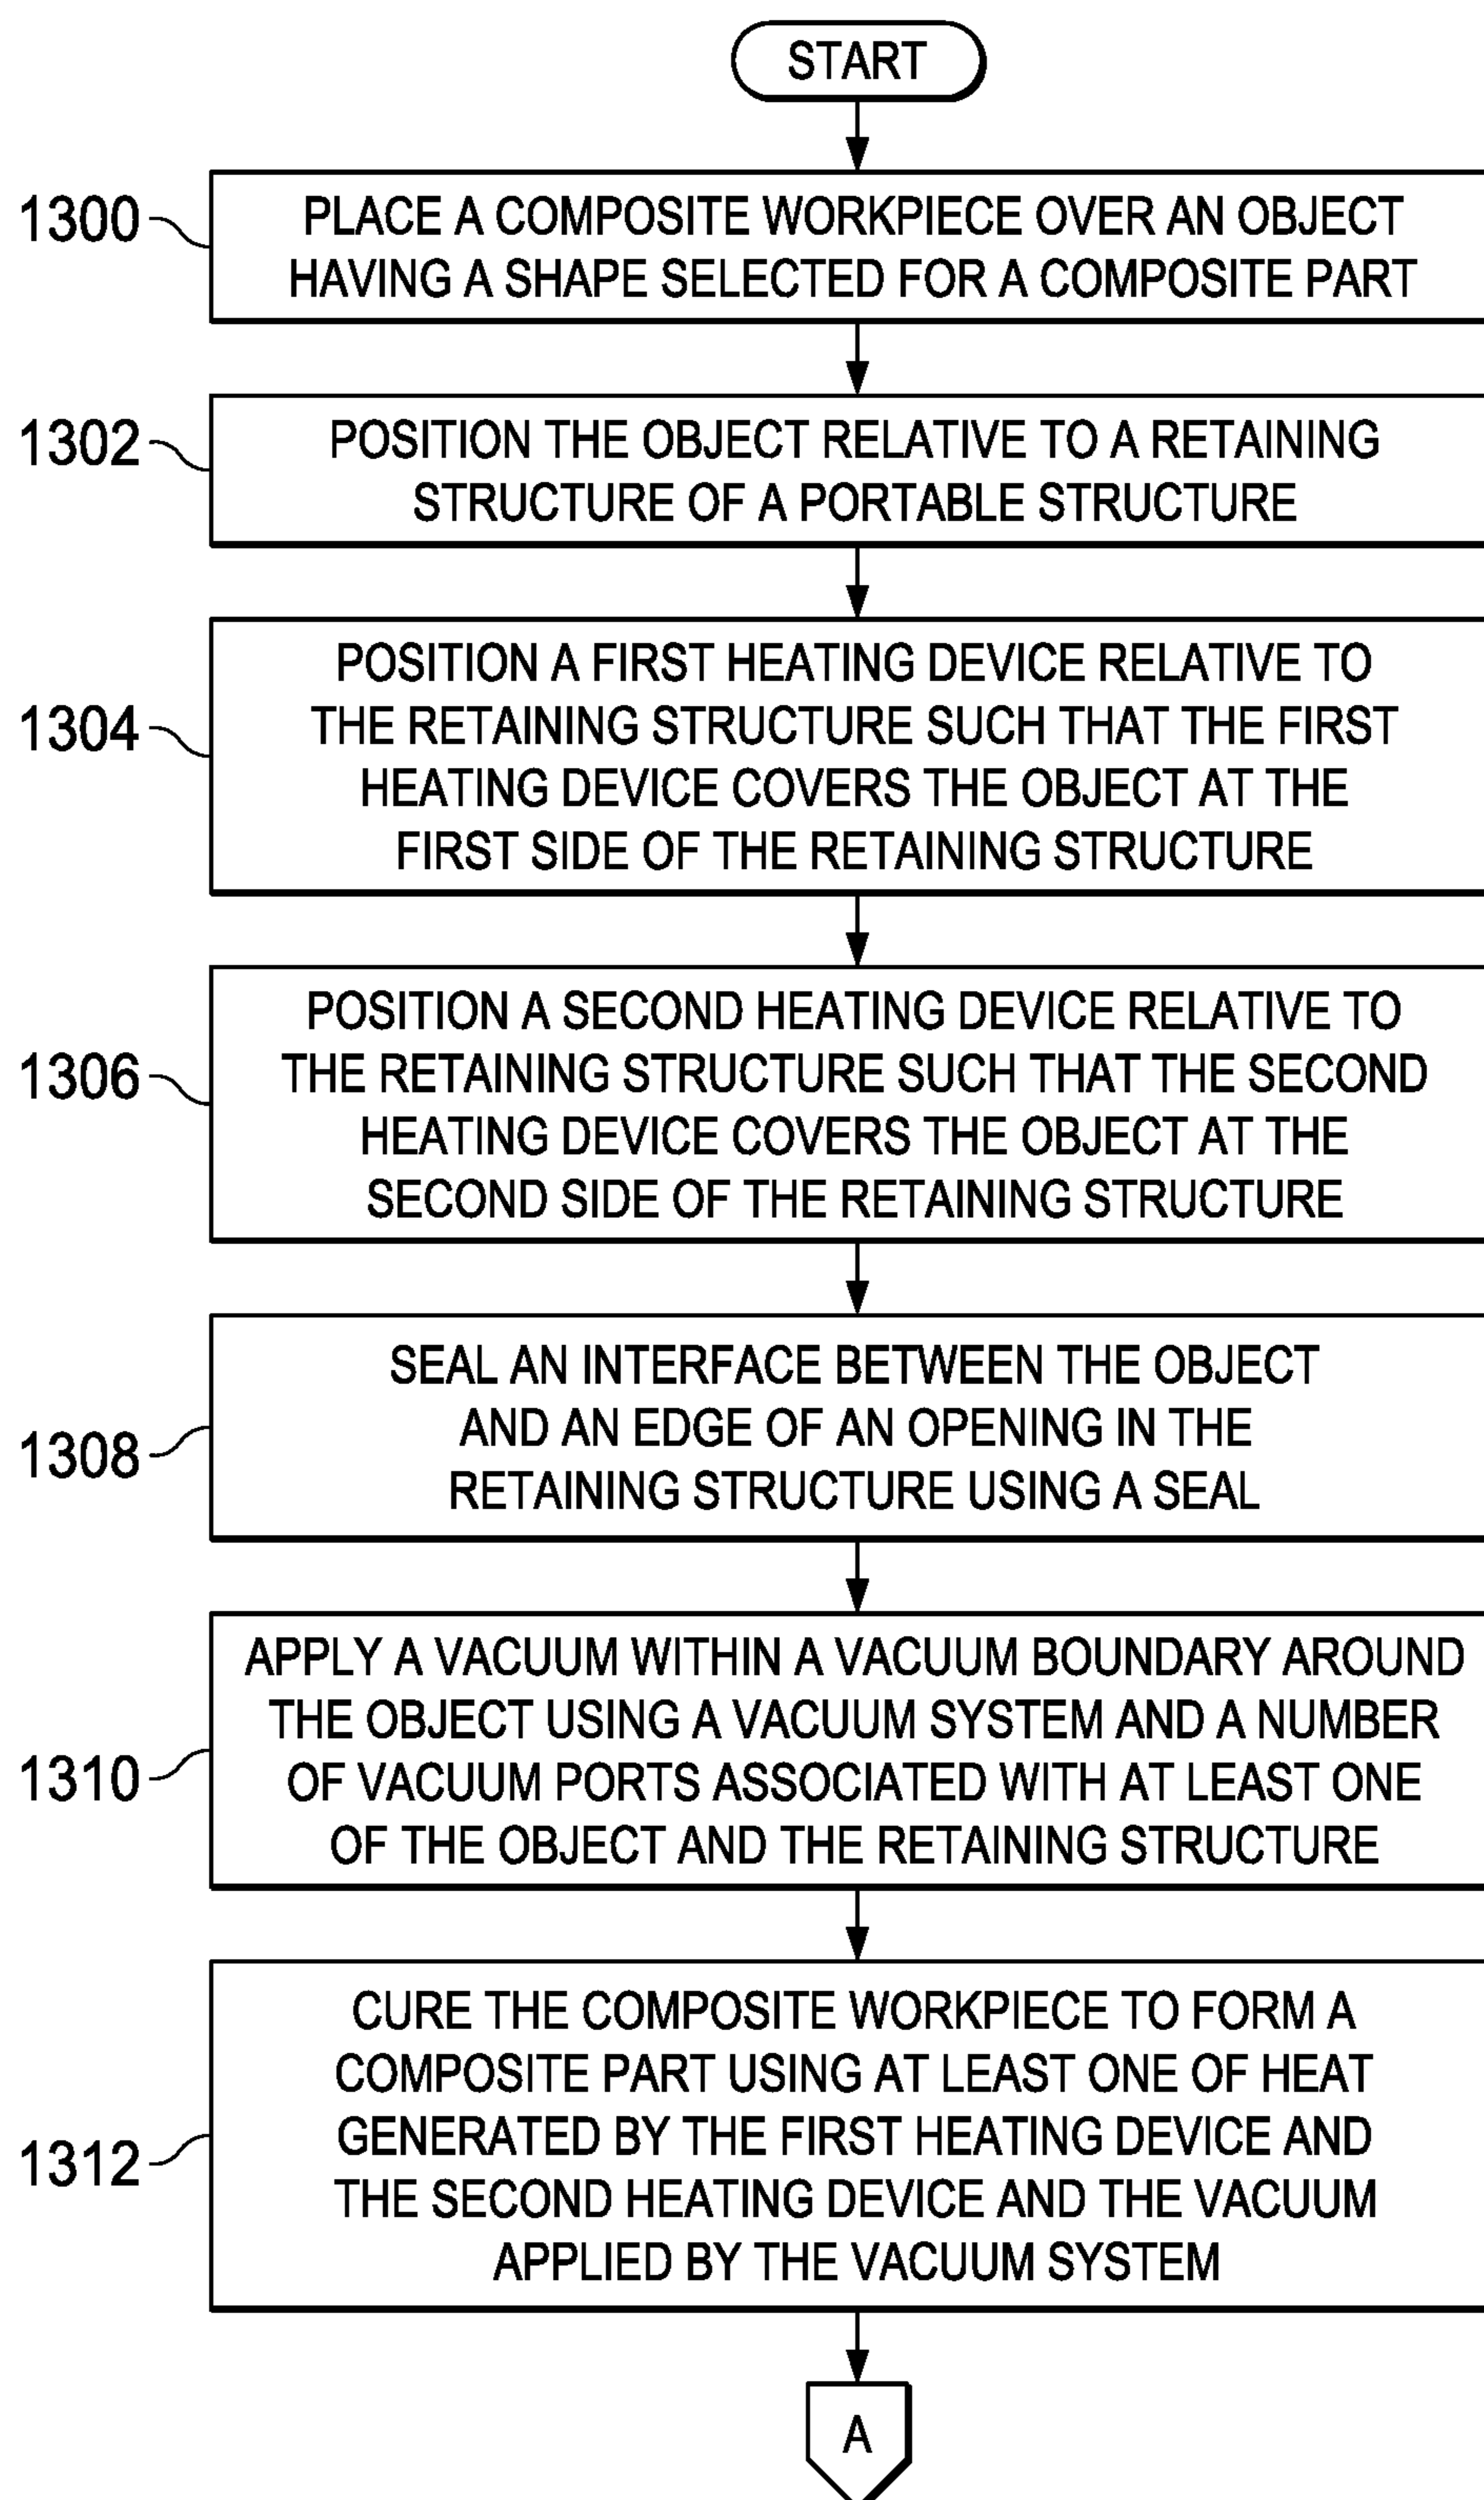 START
1300
PLACE A COMPOSITE WORKPIECE OVER AN OBJECT
HAVING A SHAPE SELECTED FOR A COMPOSITE PART
1302
POSITION THE OBJECT RELATIVE TO A RETAINING
STRUCTURE OF A PORTABLE STRUCTURE
1304
POSITION A FIRST HEATING DEVICE RELATIVE TO
THE RETAINING STRUCTURE SUCH THAT THE FIRST
HEATING DEVICE COVERS THE OBJECT AT THE
FIRST SIDE OF THE RETAINING STRUCTURE
1306
POSITION A SECOND HEATING DEVICE RELATIVE TO
THE RETAINING STRUCTURE SUCH THAT THE SECOND
HEATING DEVICE COVERS THE OBJECT AT THE
SECOND SIDE OF THE RETAINING STRUCTURE
1308
SEAL AN INTERFACE BETWEEN THE OBJECT
AND AN EDGE OF AN OPENING IN THE
RETAINING STRUCTURE USING A SEAL
1310
APPLY A VACUUM WITHIN A VACUUM BOUNDARY AROUND
THE OBJECT USING A VACUUM SYSTEM AND A NUMBER
OF VACUUM PORTS ASSOCIATED WITH AT LEAST ONE
OF THE OBJECT AND THE RETAINING STRUCTURE
1312
CURE THE COMPOSITE WORKPIECE TO FORM A
COMPOSITE PART USING AT LEAST ONE OF HEAT
GENERATED BY THE FIRST HEATING DEVICE AND
THE SECOND HEATING DEVICE AND THE VACUUM
APPLIED BY THE VACUUM SYSTEM
A